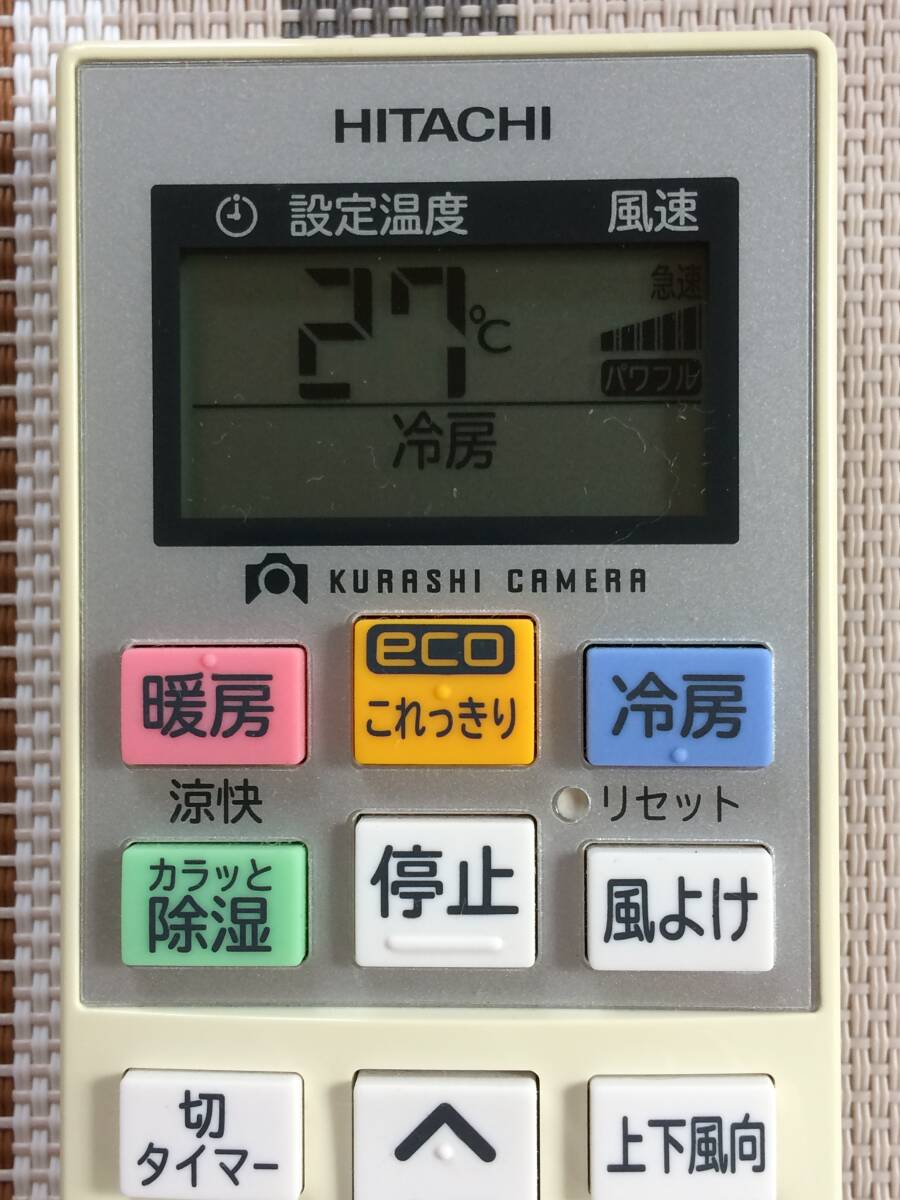 HITACHI
設定温度 風速
27℃ 急速
パワフル
冷房
KURASHI CAMERA
暖房 eco これっきり 冷房
涼快 リセット
カラッと除湿 停止 風よけ
切タイマー 上下風向